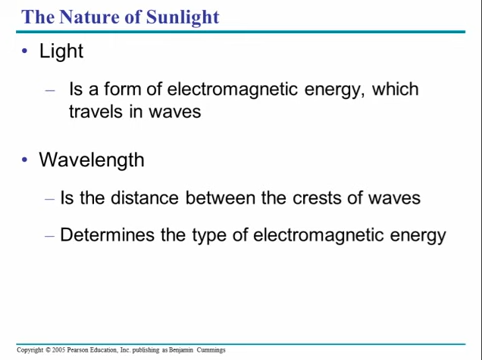 The Nature of Sunlight
• Light
– Is a form of electromagnetic energy, which
travels in waves
• Wavelength
– Is the distance between the crests of waves
– Determines the type of electromagnetic energy
Copyright © 2005 Pearson Education, Inc. publishing as Benjamin Cummings